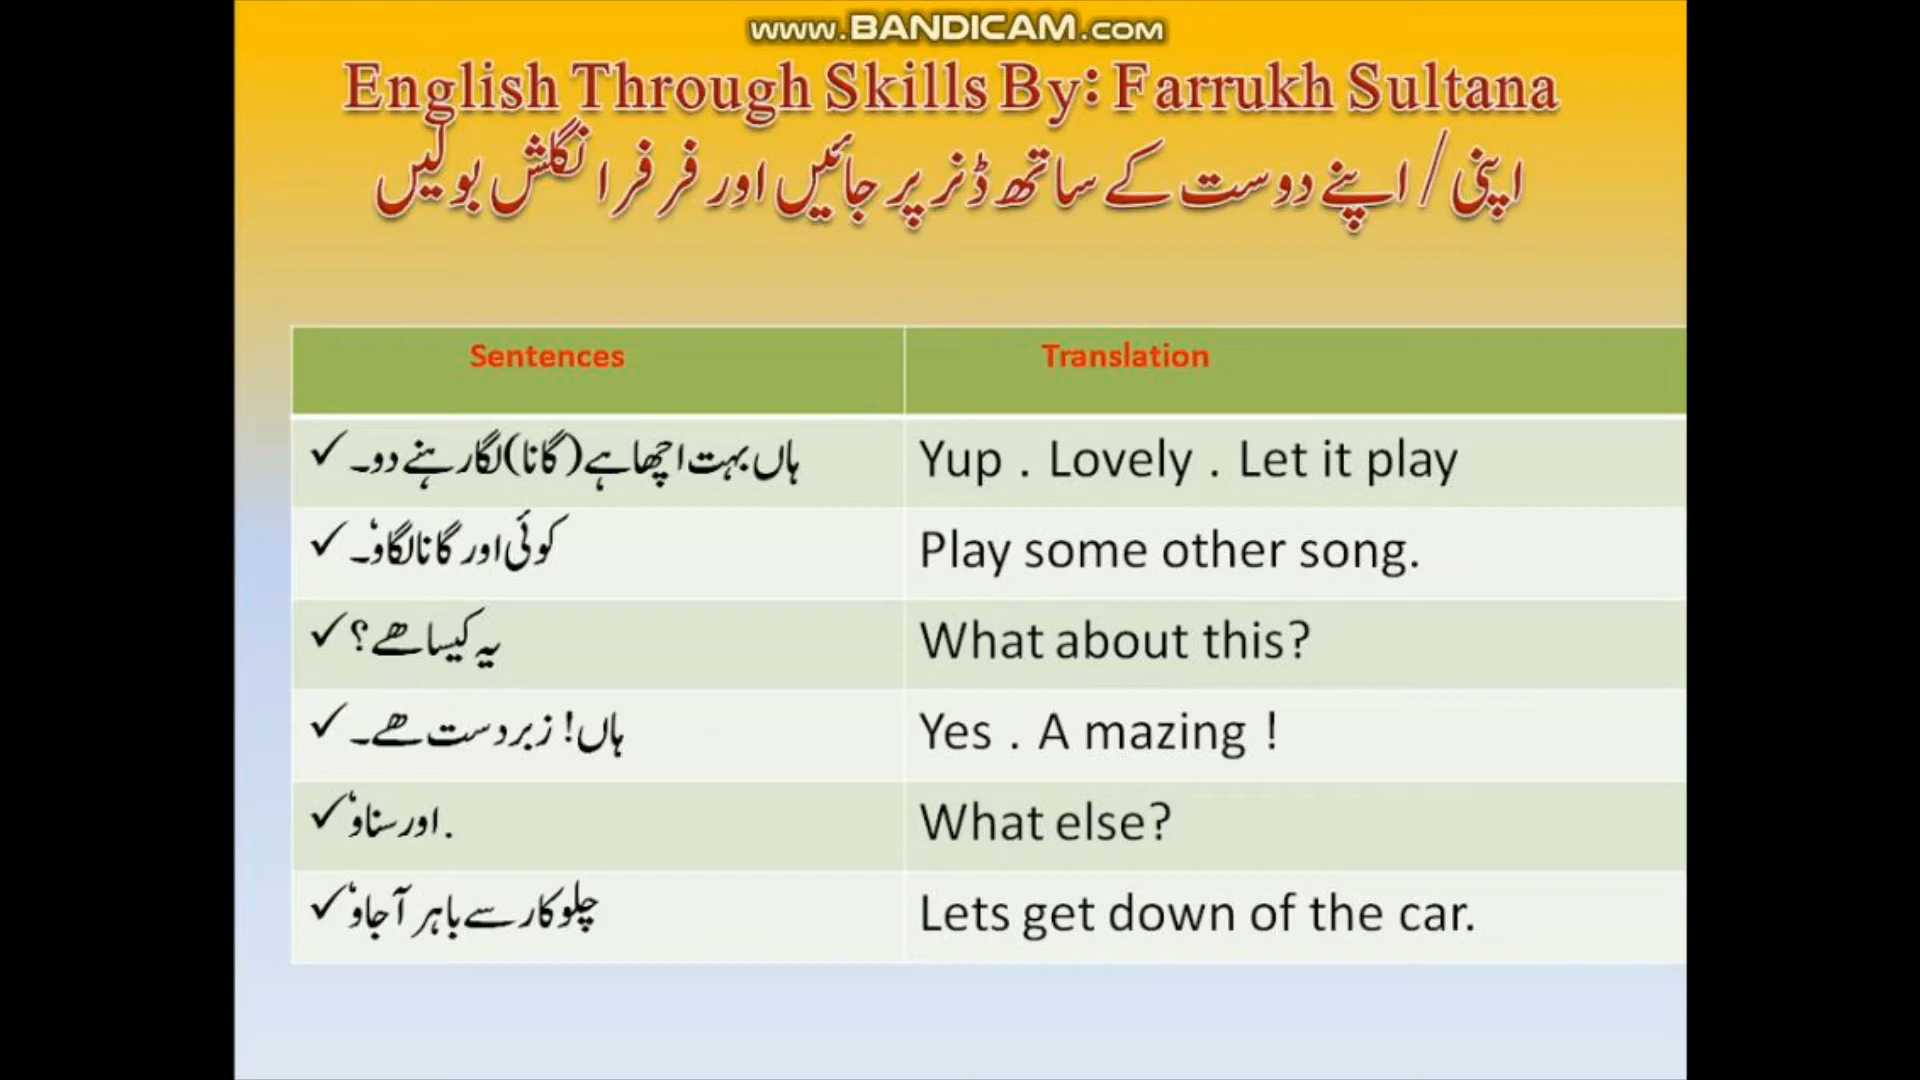 www.BANDICAM.com
English Through Skills By: Farrukh Sultana
اپنی/اپنے دوست کے ساتھ ڈنر پر جائیں اور فر فر انگلش بولیں
Sentences
Translation
✓ ہاں بہت اچھا ہے (گانا) لگا رہنے دو۔
Yup . Lovely . Let it play
✓ کوئی اور گانا لگاوٗ۔
Play some other song.
✓ یہ کیسا ھے؟
What about this?
✓ ہاں! زبردست ھے۔
Yes . A mazing !
✓ .اور سناوٗ
What else?
✓ چلو کار سے باہر آجاوٗ
Lets get down of the car.